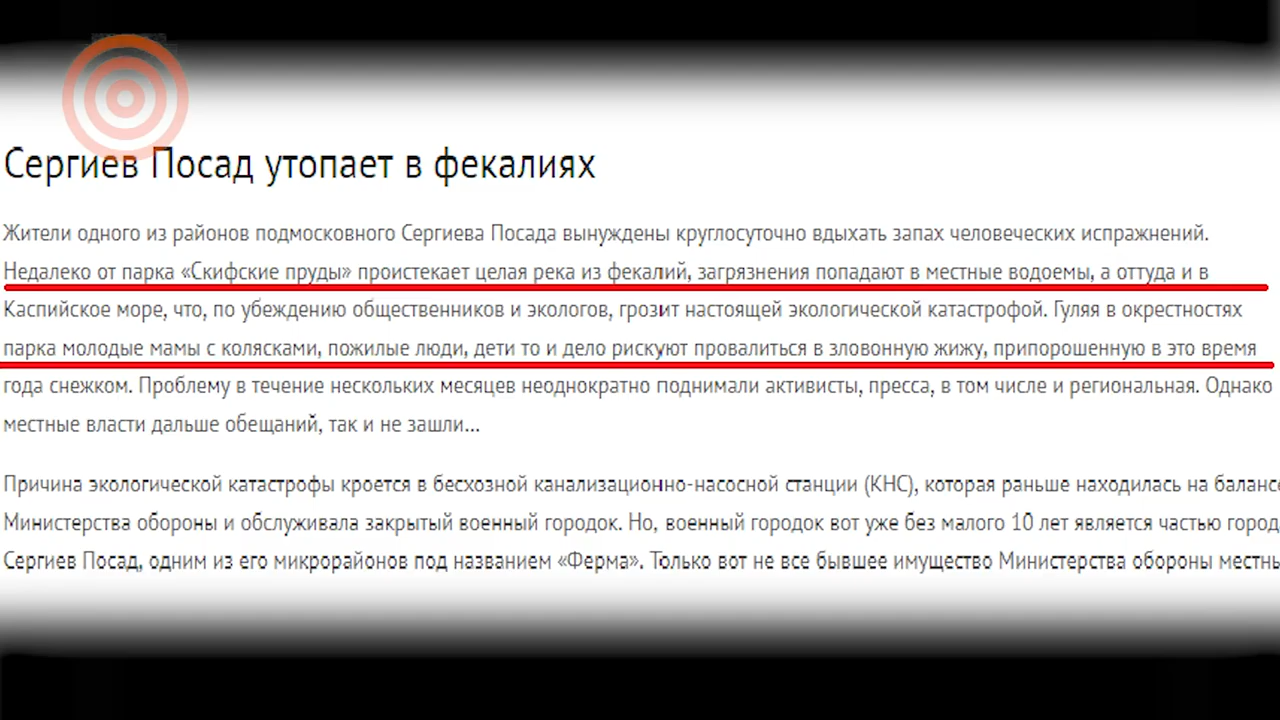 Сергиев Посад утопает в фекалиях
Жители одного из районов подмосковного Сергиева Посада вынуждены круглосуточно вдыхать запах человеческих испражнений.
Недалеко от парка «Скифские пруды» проистекает целая река из фекалий, загрязнения попадают в местные водоемы, а оттуда и в
Каспийское море, что, по убеждению общественников и экологов, грозит настоящей экологической катастрофой. Гуляя в окрестностях
парка молодые мамы с колясками, пожилые люди, дети то и дело рискуют провалиться в зловонную жижу, припорошенную в это время
года снежком. Проблему в течение нескольких месяцев неоднократно поднимали активисты, пресса, в том числе и региональная. Однако
местные власти дальше обещаний, так и не зашли...
Причина экологической катастрофы кроется в бесхозной канализационно-насосной станции (КНС), которая раньше находилась на балансе
Министерства обороны и обслуживала закрытый военный городок. Но, военный городок вот уже без малого 10 лет является частью города
Сергиев Посад, одним из его микрорайонов под названием «Ферма». Только вот не все бывшее имущество Министерства обороны местны